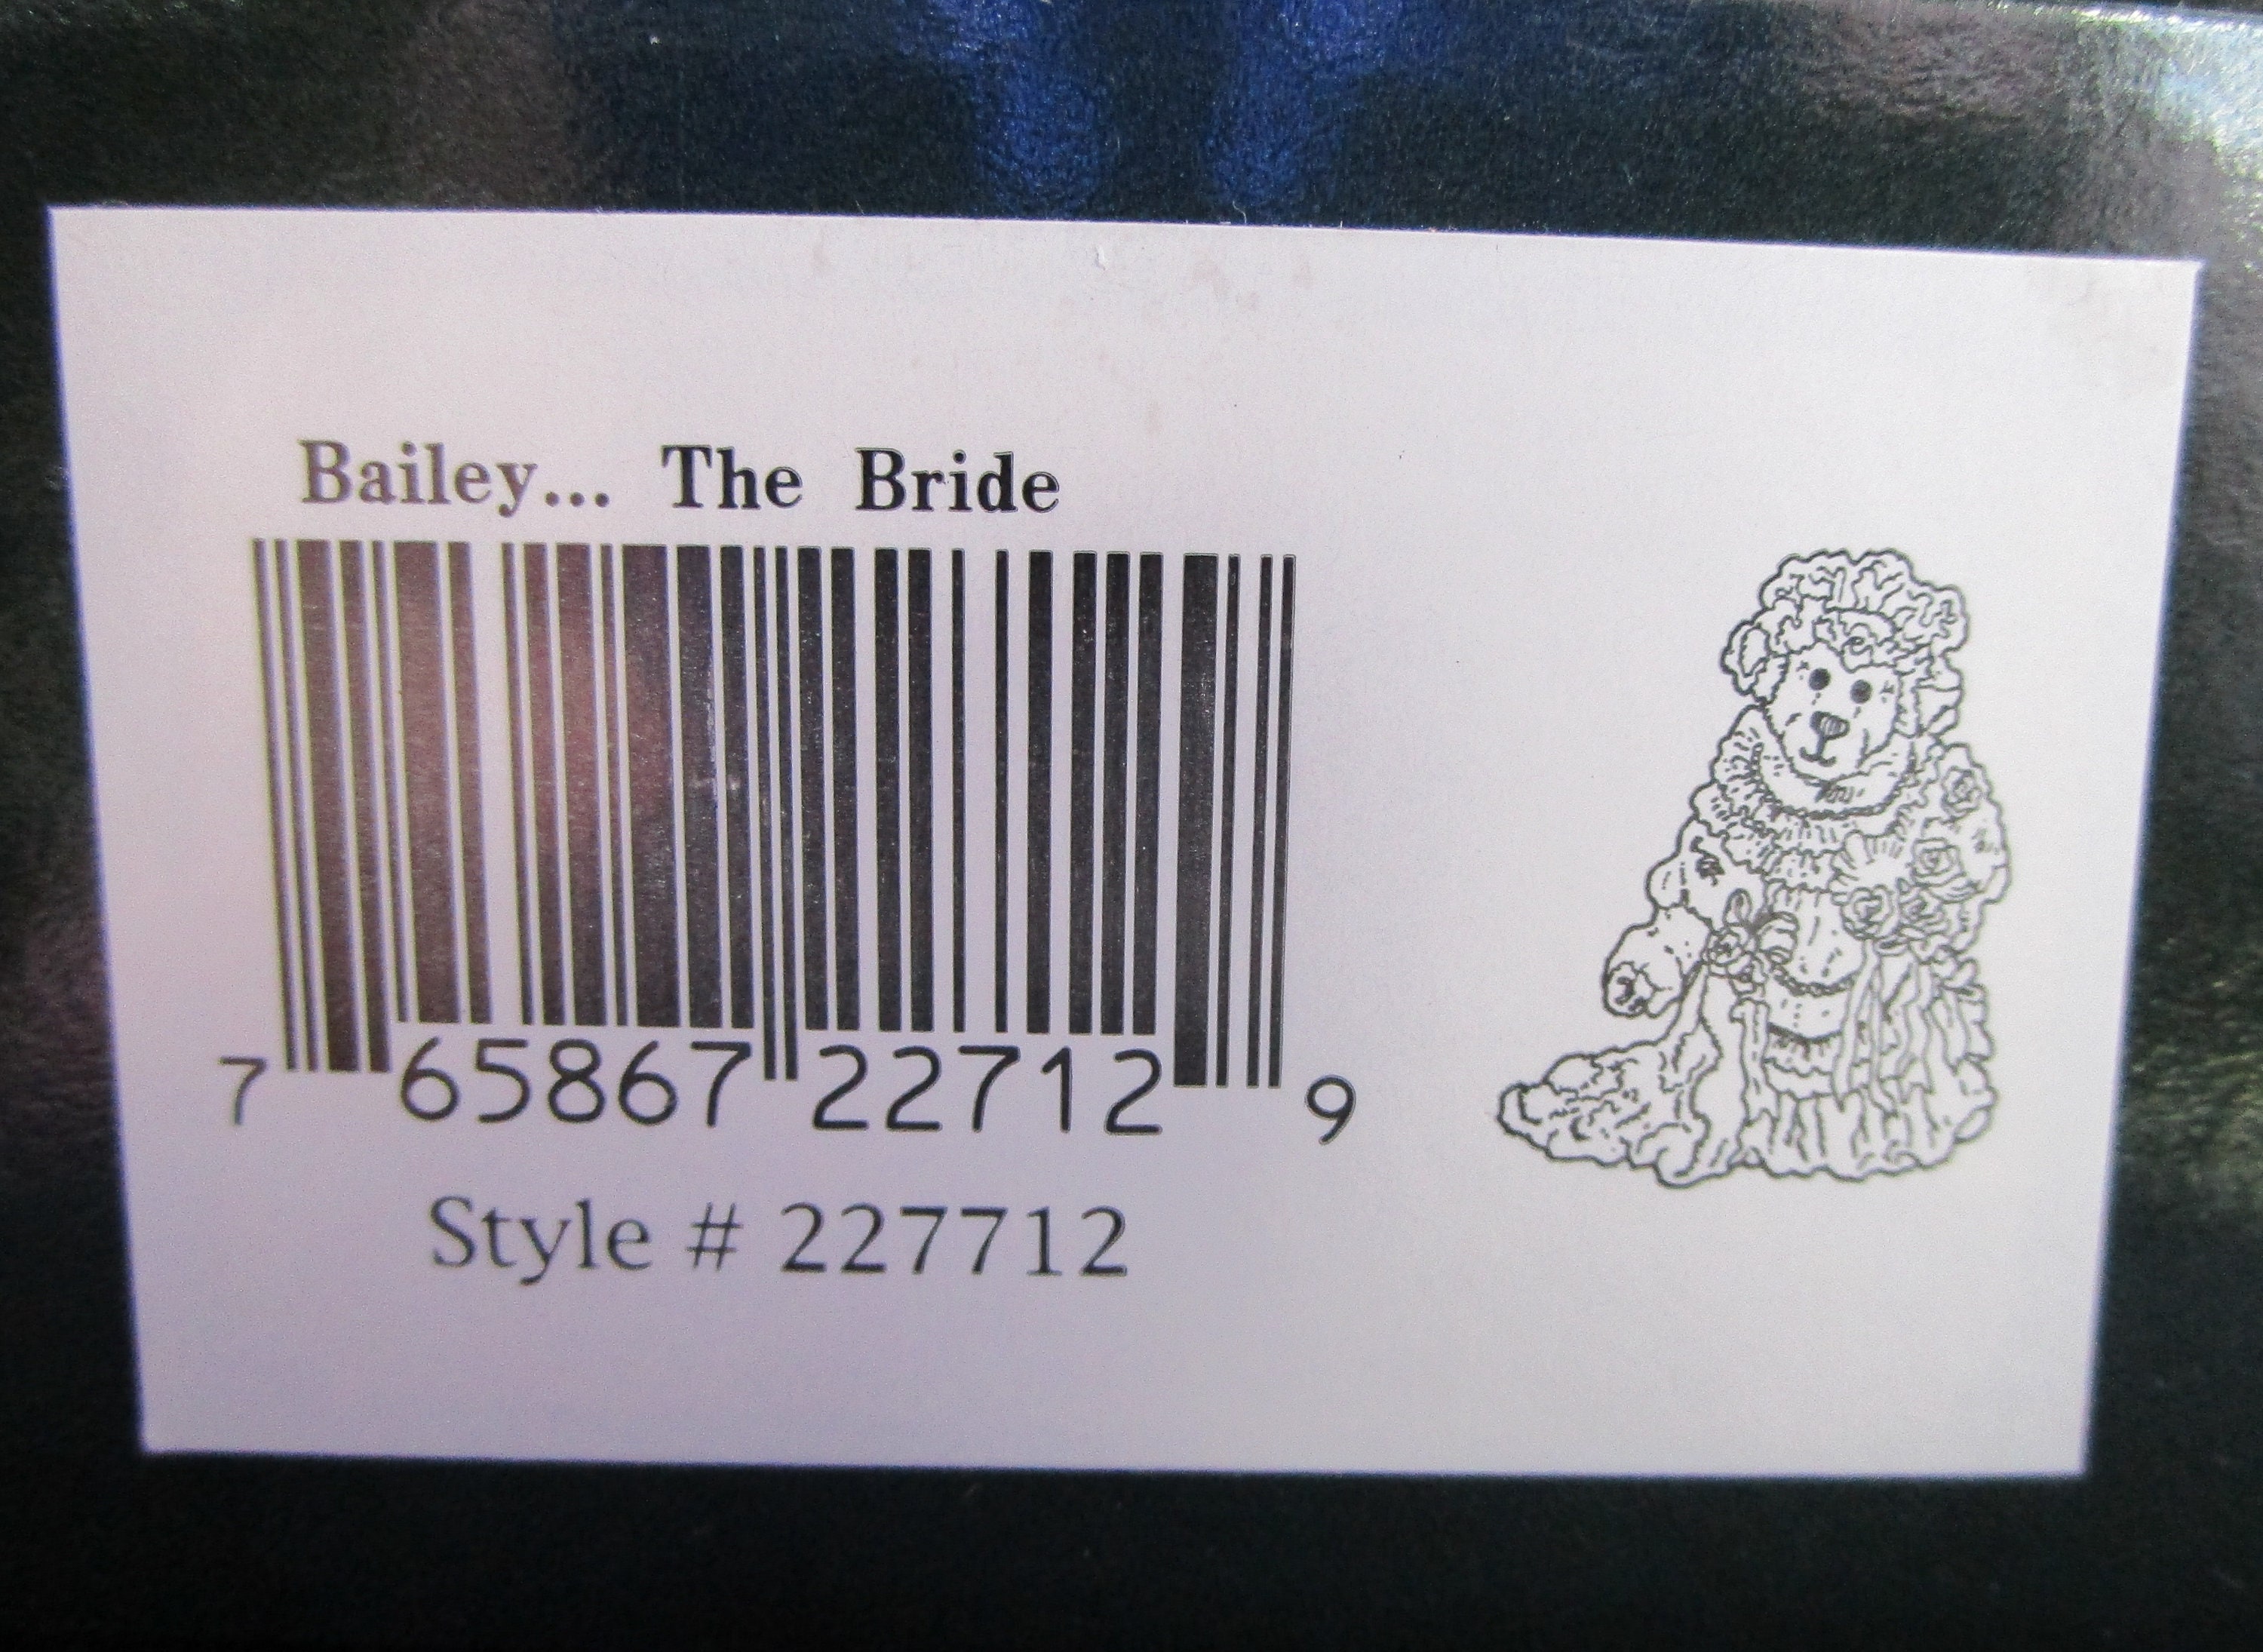 Bailey... The Bride
7 65867 22712 9
Style # 227712